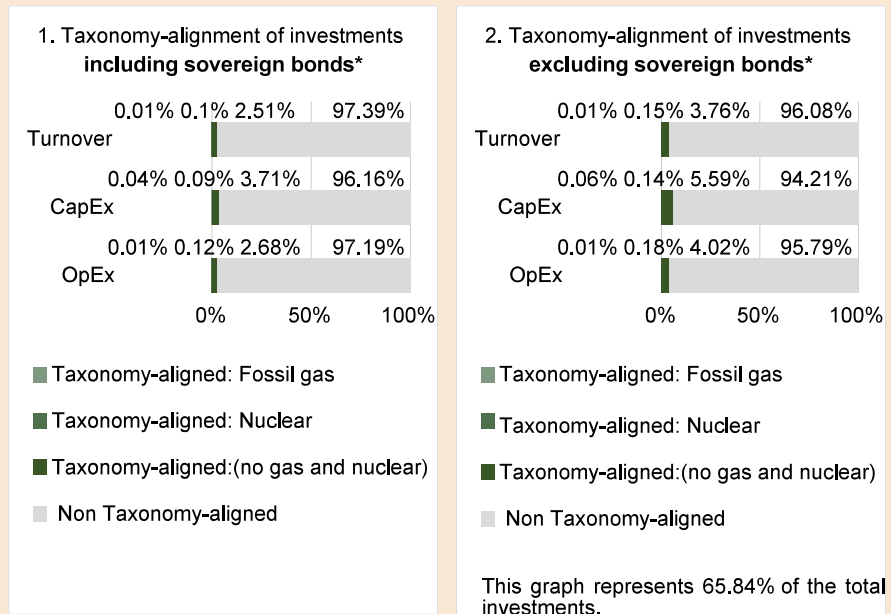 1. Taxonomy-alignment of investments
including sovereign bonds*
0.01% 0.1% 2.51% 97.39%
Turnover
0.04% 0.09% 3.71% 96.16%
CapEx
0.01% 0.12% 2.68% 97.19%
OpEx
0% 50% 100%
Taxonomy-aligned: Fossil gas
Taxonomy-aligned: Nuclear
Taxonomy-aligned:(no gas and nuclear)
Non Taxonomy-aligned
2. Taxonomy-alignment of investments
excluding sovereign bonds*
0.01% 0.15% 3.76% 96.08%
Turnover
0.06% 0.14% 5.59% 94.21%
CapEx
0.01% 0.18% 4.02% 95.79%
OpEx
0% 50% 100%
Taxonomy-aligned: Fossil gas
Taxonomy-aligned: Nuclear
Taxonomy-aligned:(no gas and nuclear)
Non Taxonomy-aligned
This graph represents 65.84% of the total
investments.